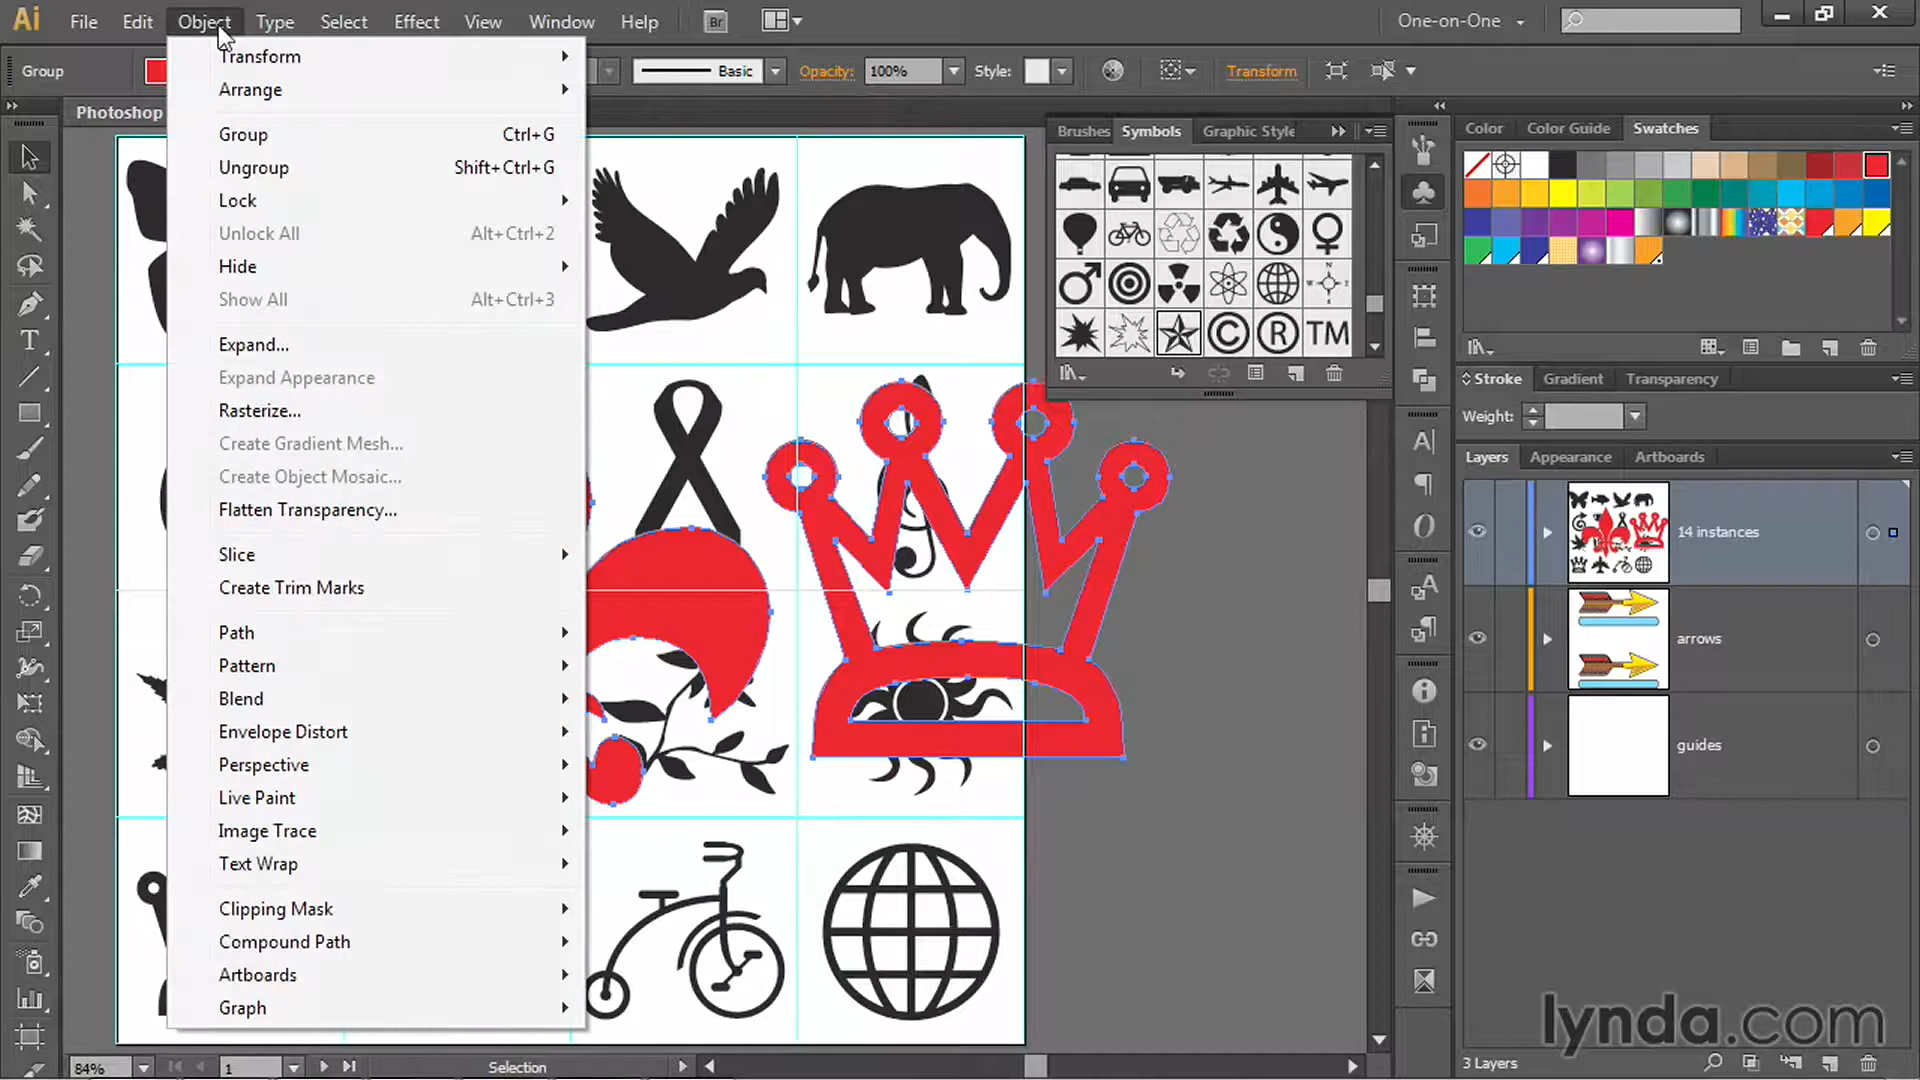 Ai File Edit Object Type Select Effect View Window Help Br One-on-One
Group Basic Opacity: 100% Style: Transform
Photoshop
Transform
Arrange
Group Ctrl+G
Ungroup Shift+Ctrl+G
Lock
Unlock All Alt+Ctrl+2
Hide
Show All Alt+Ctrl+3
Expand...
Expand Appearance
Rasterize...
Create Gradient Mesh...
Create Object Mosaic...
Flatten Transparency...
Slice
Create Trim Marks
Path
Pattern
Blend
Envelope Distort
Perspective
Live Paint
Image Trace
Text Wrap
Clipping Mask
Compound Path
Artboards
Graph
Brushes Symbols Graphic Style
N
W E
S
C R TM
Color Color Guide Swatches
Stroke Gradient Transparency
Weight:
Layers Appearance Artboards
14 instances
arrows
guides
lynda.com
84% 1 Selection
3 Layers